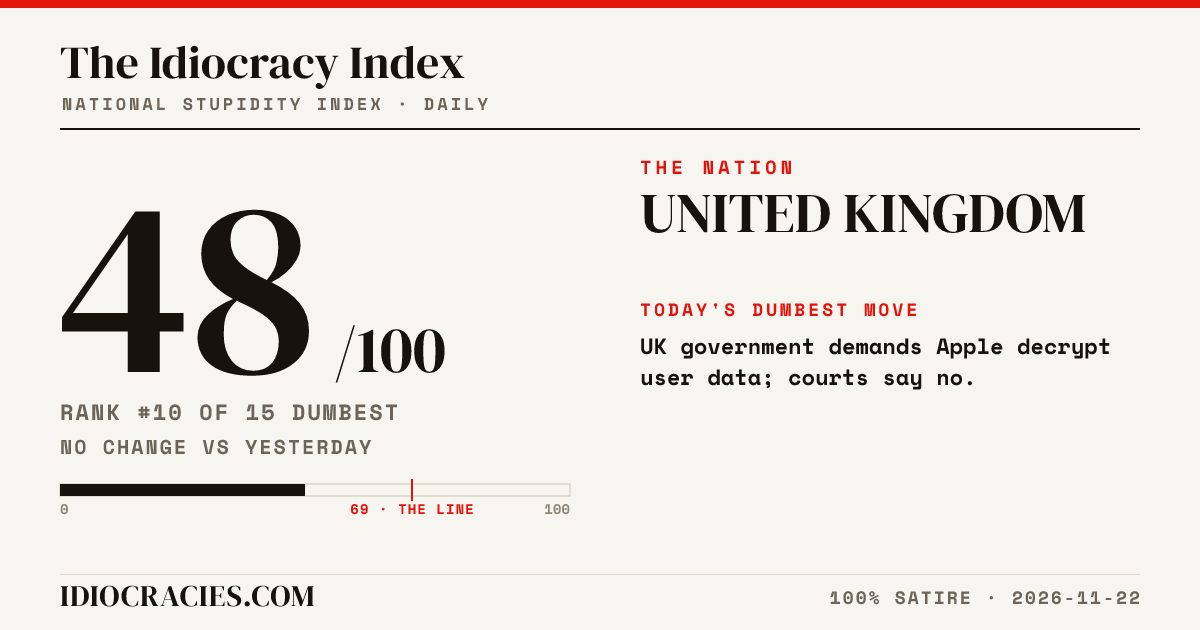 The Idiocracy Index
NATIONAL STUPIDITY INDEX · DAILY
48 /100
RANK #10 OF 15 DUMBEST
NO CHANGE VS YESTERDAY
0
69 · THE LINE
100
THE NATION
UNITED KINGDOM
TODAY'S DUMBEST MOVE
UK government demands Apple decrypt
user data; courts say no.
IDIOCRACIES.COM
100% SATIRE · 2026-11-22